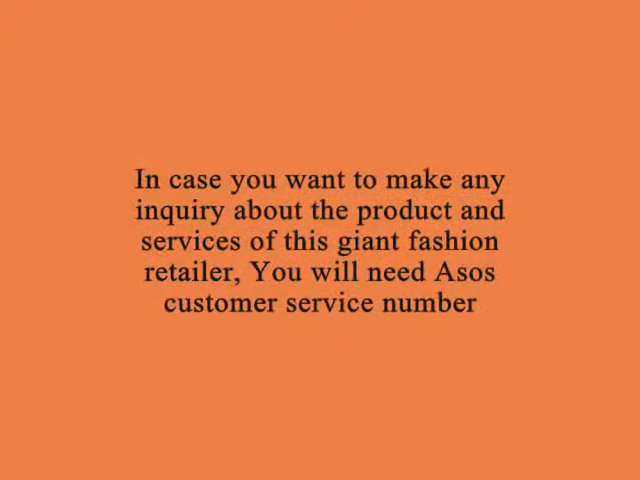 In case you want to make any
inquiry about the product and
services of this giant fashion
retailer, You will need Asos
customer service number